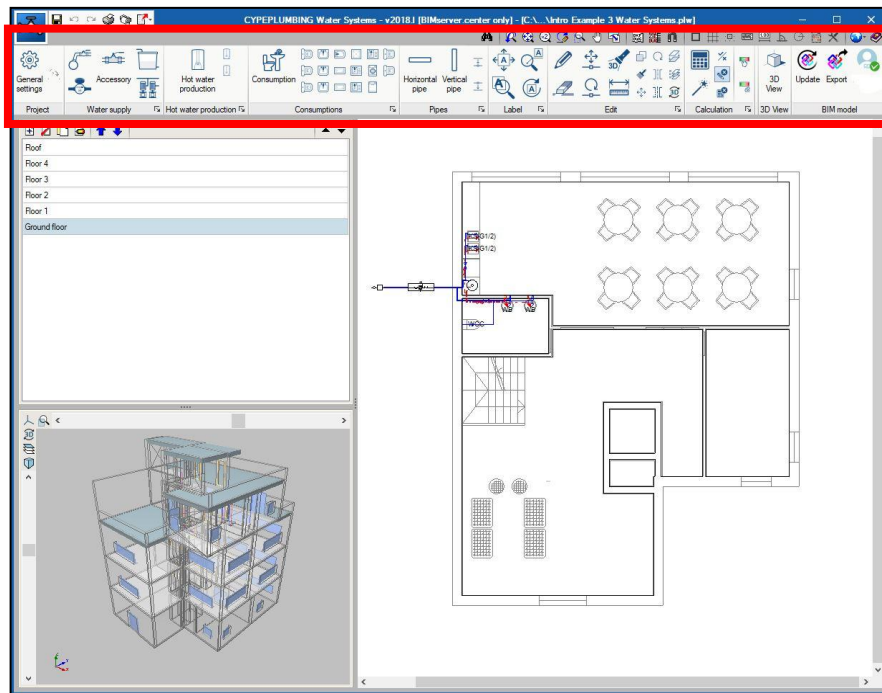 CYPEPLUMBING Water Systems - v2018.I [BIMserver.center only] - [C:\...\Intro Example 3 Water Systems.plw]
General settings
Accessory
Hot water production
Consumption
Horizontal pipe
Vertical pipe
3D View
Update
Export
Project
Water supply
Hot water production
Consumptions
Pipes
Label
Edit
Calculation
3D View
BIM model
Roof
Floor 4
Floor 3
Floor 2
Floor 1
Ground floor